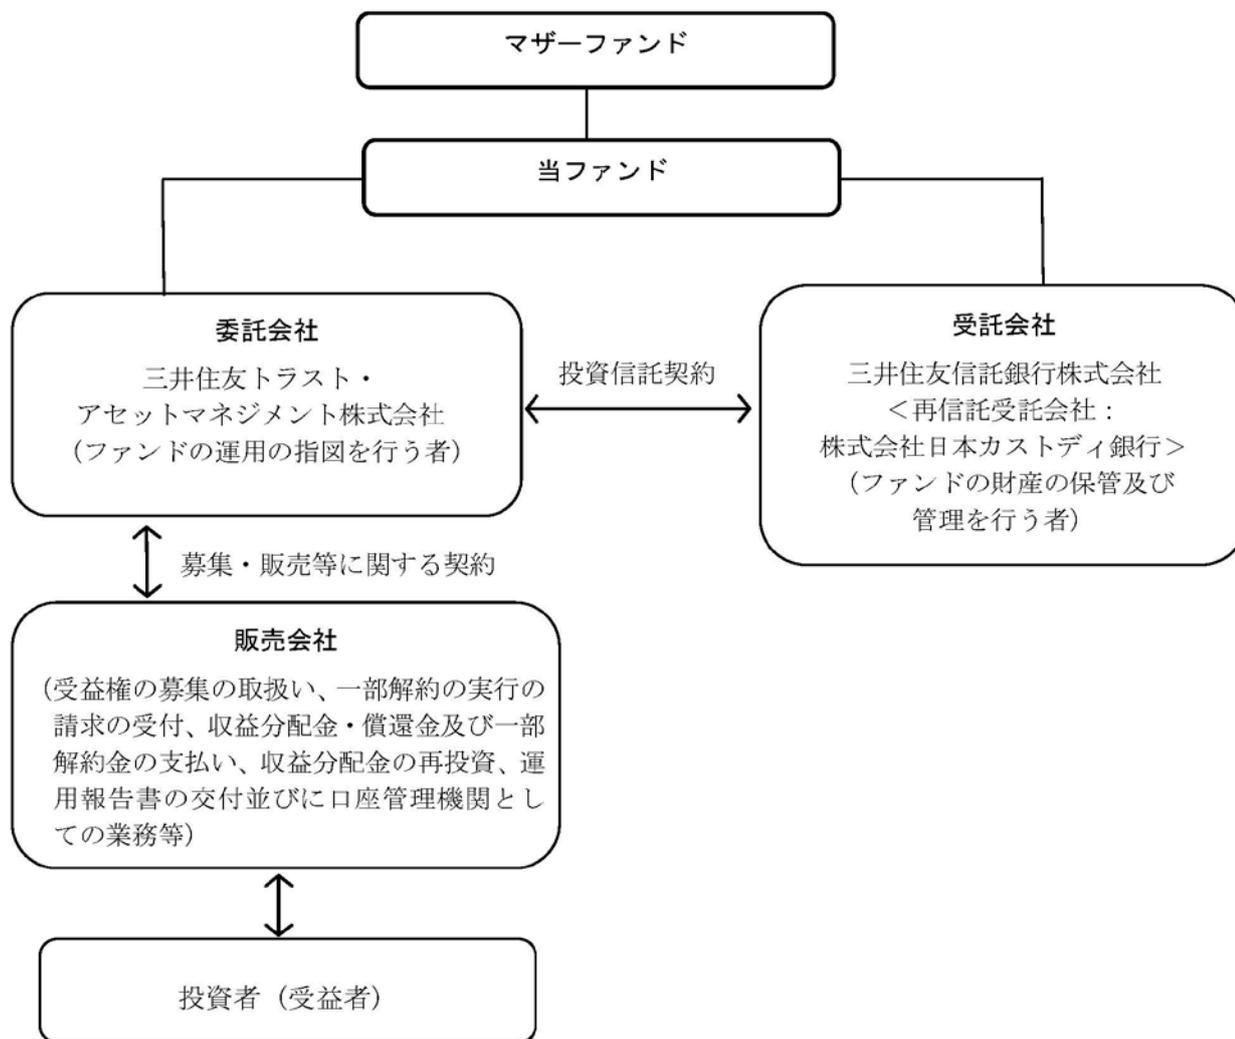 マザーファンド
当ファンド
委託会社
三井住友トラスト・
アセットマネジメント株式会社
（ファンドの運用の指図を行う者）
投資信託契約
受託会社
三井住友信託銀行株式会社
＜再信託受託会社：
株式会社日本カストディ銀行＞
（ファンドの財産の保管及び
管理を行う者）
募集・販売等に関する契約
販売会社
（受益権の募集の取扱い、一部解約の実行の
請求の受付、収益分配金・償還金及び一部
解約金の支払い、収益分配金の再投資、運
用報告書の交付並びに口座管理機関とし
ての業務等）
投資者（受益者）